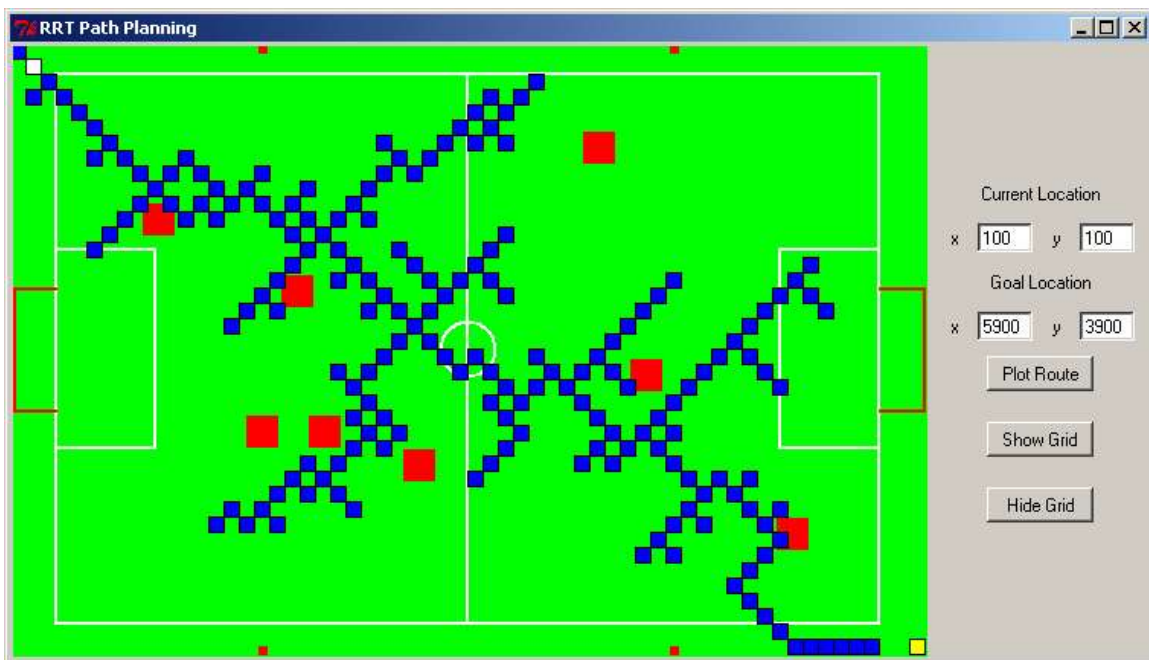 RRT Path Planning
Current Location
x 100 y 100
Goal Location
x 5900 y 3900
Plot Route
Show Grid
Hide Grid